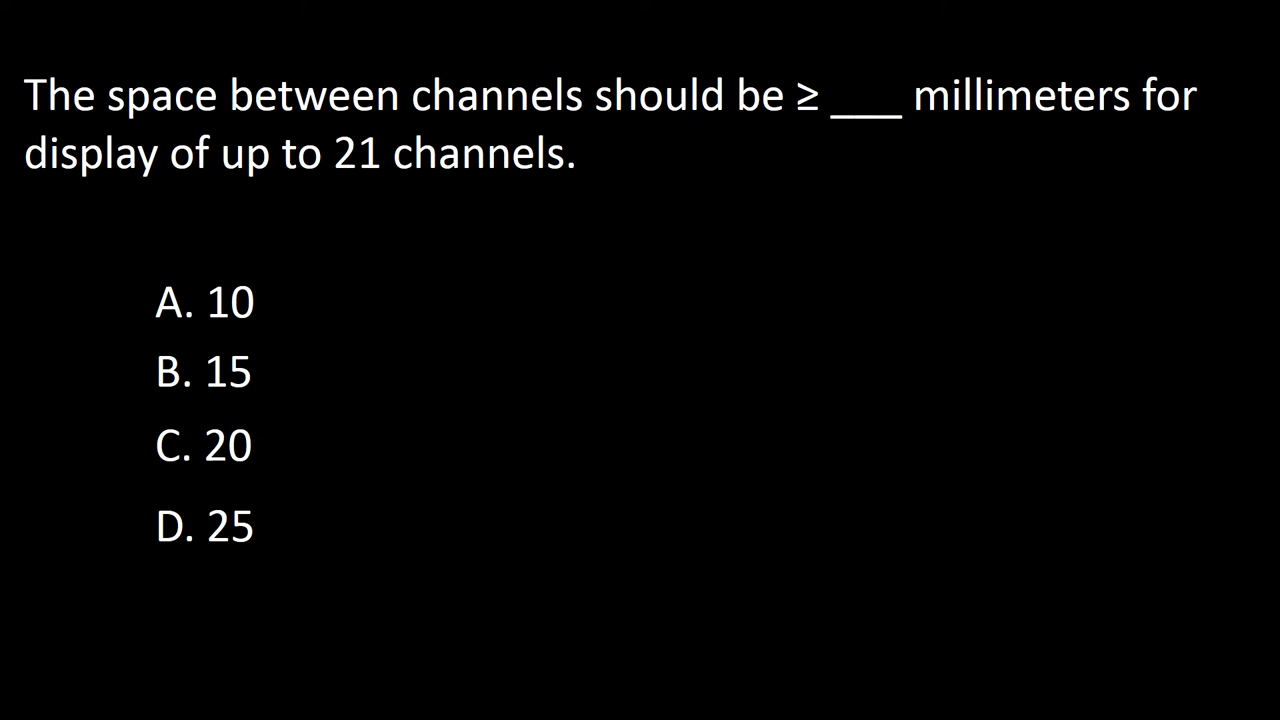 The space between channels should be ≥ ___ millimeters for
display of up to 21 channels.
A. 10
B. 15
C. 20
D. 25